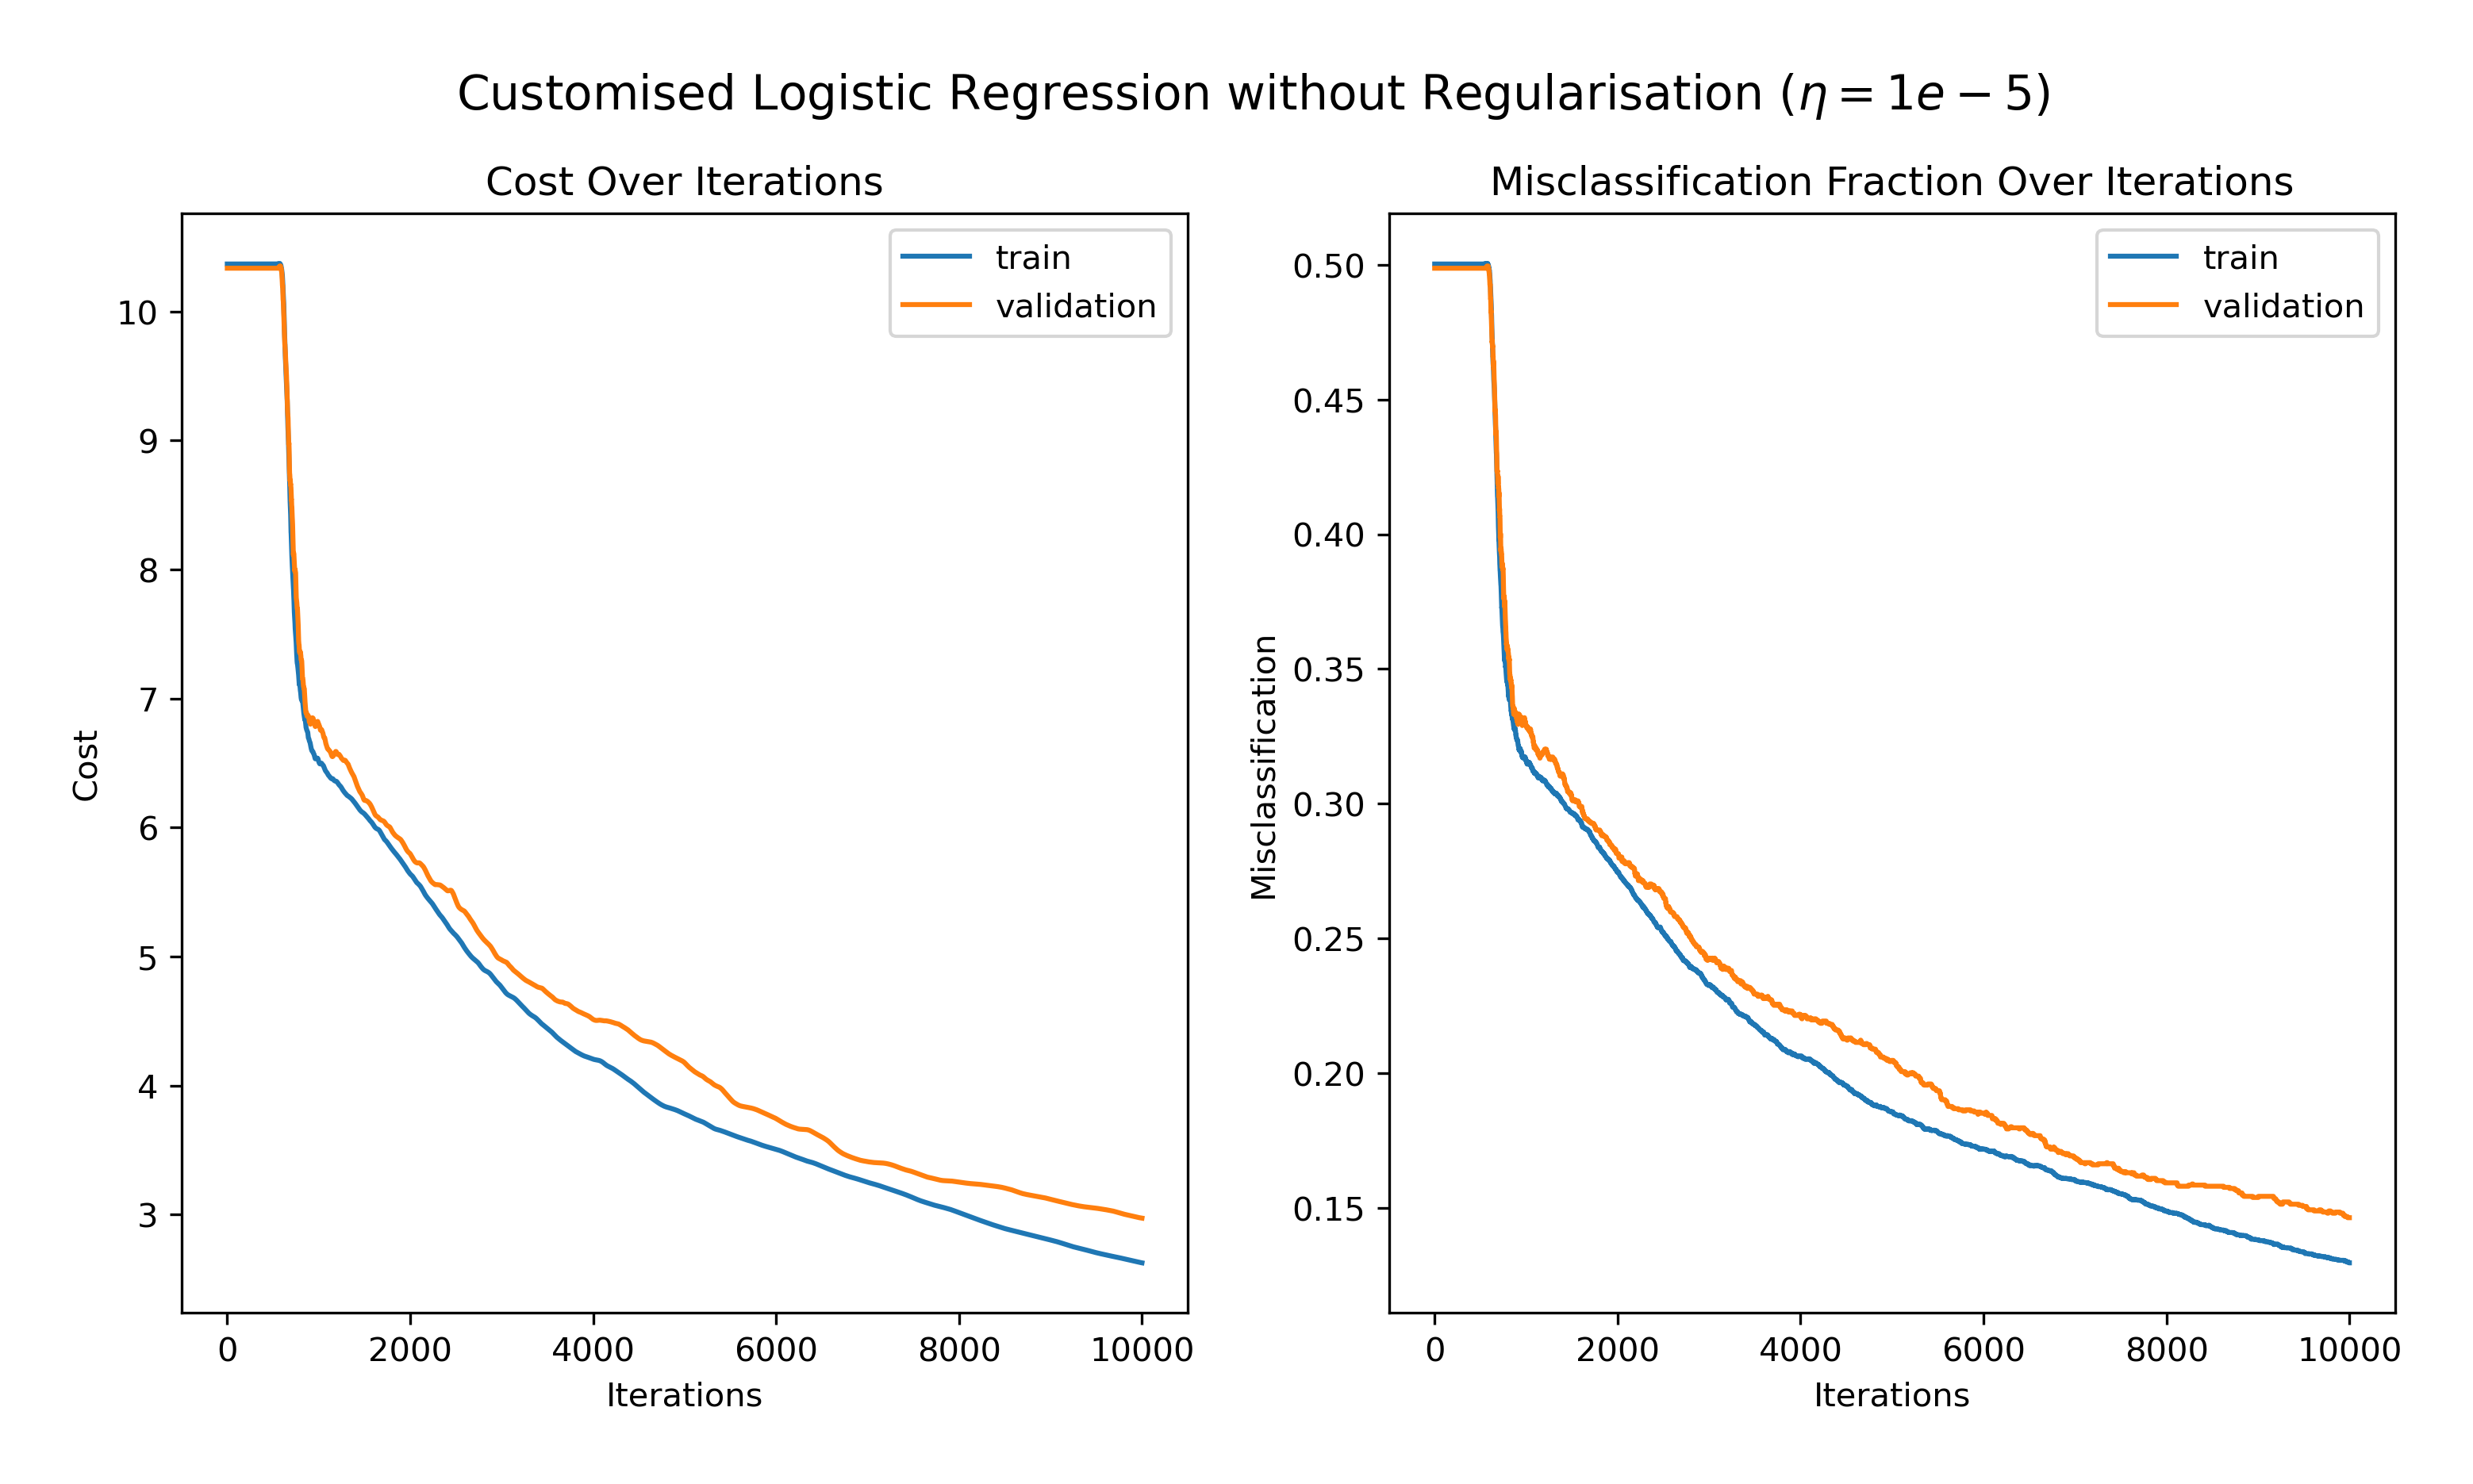 Customised Logistic Regression without Regularisation (η = 1e − 5)
Cost Over Iterations
train
validation
10
9
8
7
6
5
4
3
Cost
0 2000 4000 6000 8000 10000
Iterations
Misclassification Fraction Over Iterations
train
validation
0.50
0.45
0.40
0.35
0.30
0.25
0.20
0.15
Misclassification
0 2000 4000 6000 8000 10000
Iterations